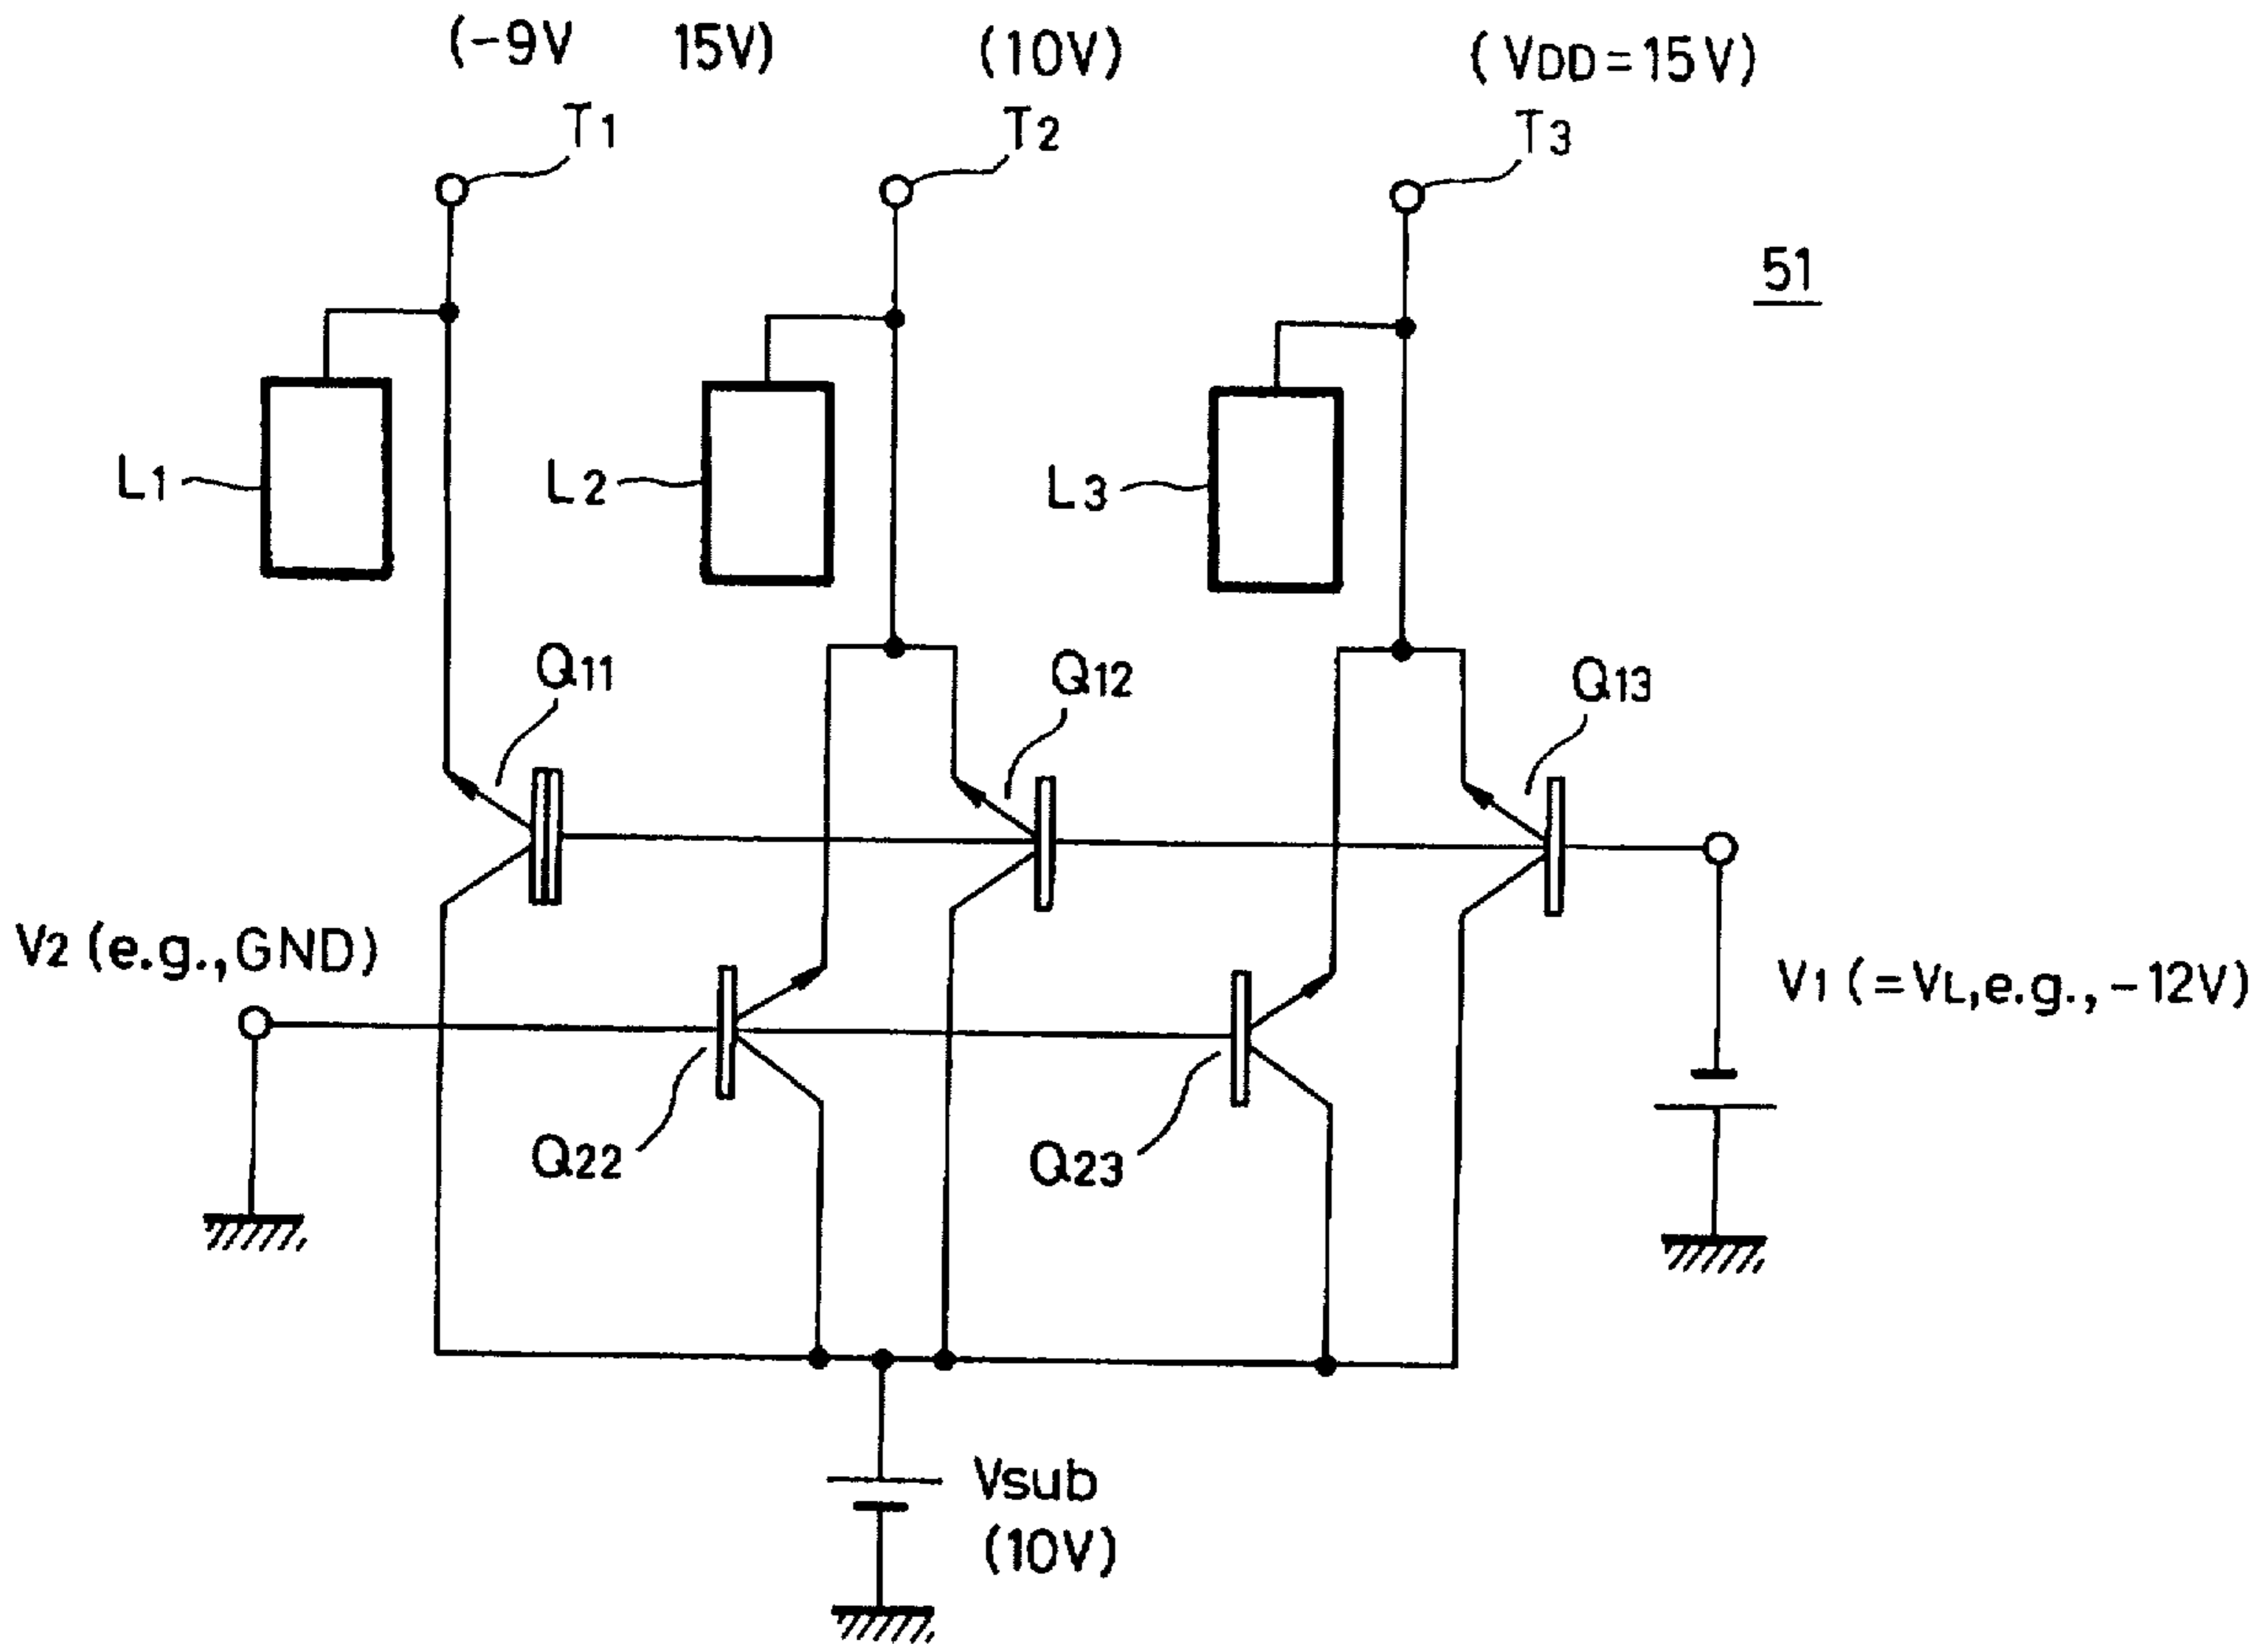 (-9V 15V) (10V) (VDD=15V)
T1 T2 T3
51
L1 L2 L3
Q11 Q12 Q13
V2 (e.g., GND)
V1 (=VL, e.g., -12V)
Q22 Q23
Vsub
(10V)